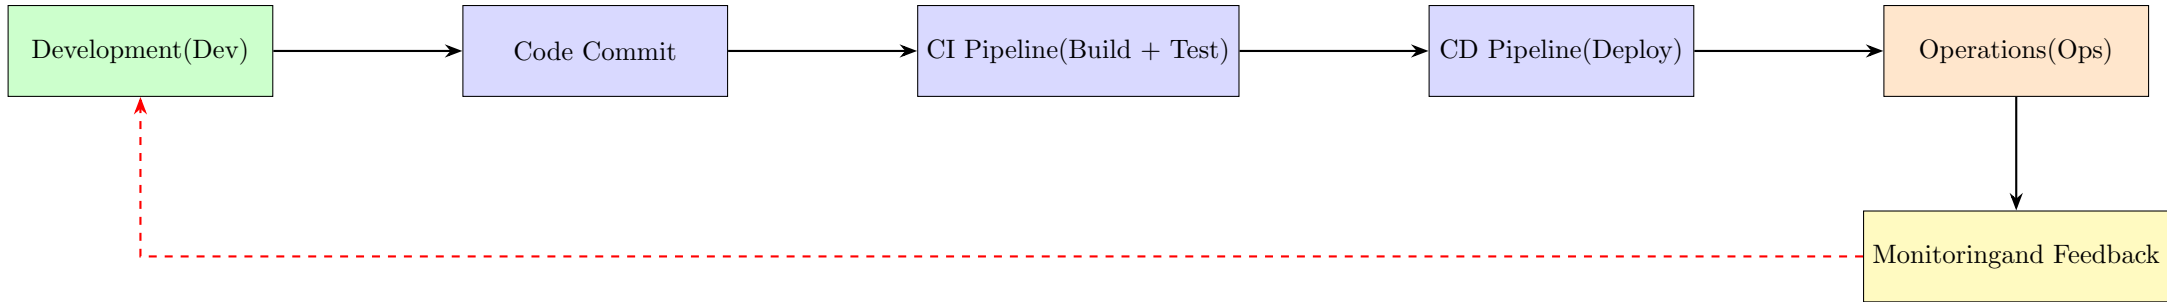 Development(Dev)
Code Commit
CI Pipeline(Build + Test)
CD Pipeline(Deploy)
Operations(Ops)
Monitoringand Feedback